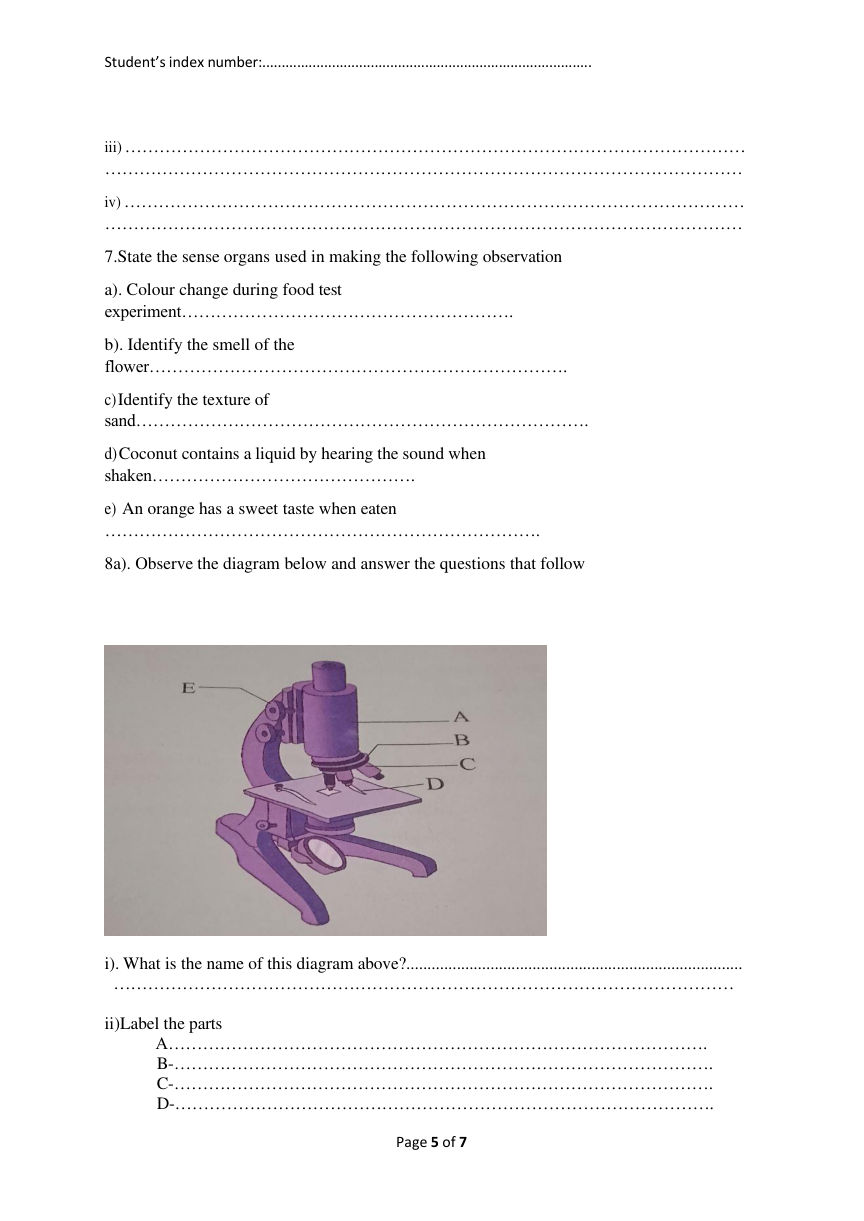 Student’s index number:.....................................................................................
iii) ……………………………………………………………………………………………
………………………………………………………………………………………………
iv) ……………………………………………………………………………………………
………………………………………………………………………………………………
7.State the sense organs used in making the following observation
a). Colour change during food test
experiment………………………………………………….
b). Identify the smell of the
flower……………………………………………………………….
c)Identify the texture of
sand…………………………………………………………………….
d)Coconut contains a liquid by hearing the sound when
shaken……………………………………….
e) An orange has a sweet taste when eaten
………………………………………………………………….
8a). Observe the diagram below and answer the questions that follow
E
A
B
C
D
i). What is the name of this diagram above?...............................................................................
………………………………………………………………………………………………
ii)Label the parts
A………………………………………………………………………………….
B-………………………………………………………………………………….
C-………………………………………………………………………………….
D-………………………………………………………………………………….
Page 5 of 7